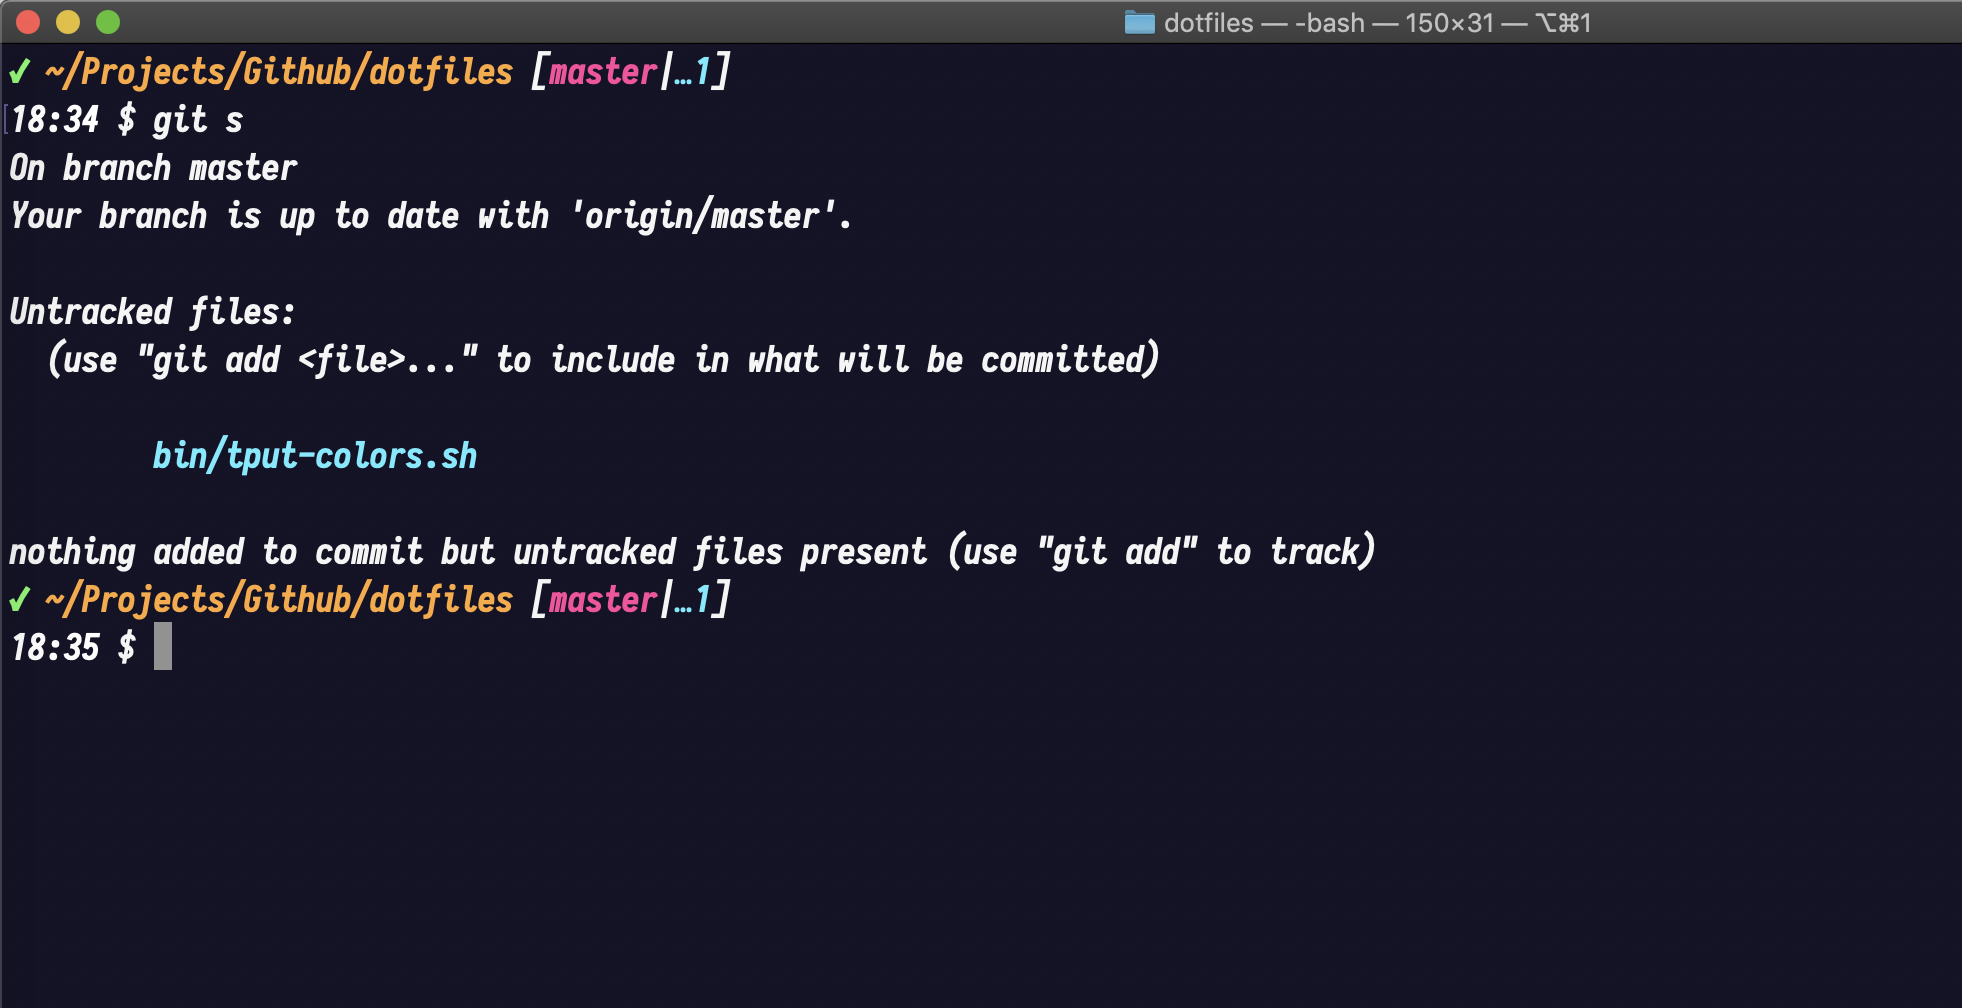 dotfiles — -bash — 150×31 — ⌥⌘1
✓ ~/Projects/Github/dotfiles [master|…1]
18:34 $ git s
On branch master
Your branch is up to date with 'origin/master'.
Untracked files:
(use "git add <file>..." to include in what will be committed)
bin/tput-colors.sh
nothing added to commit but untracked files present (use "git add" to track)
✓ ~/Projects/Github/dotfiles [master|…1]
18:35 $